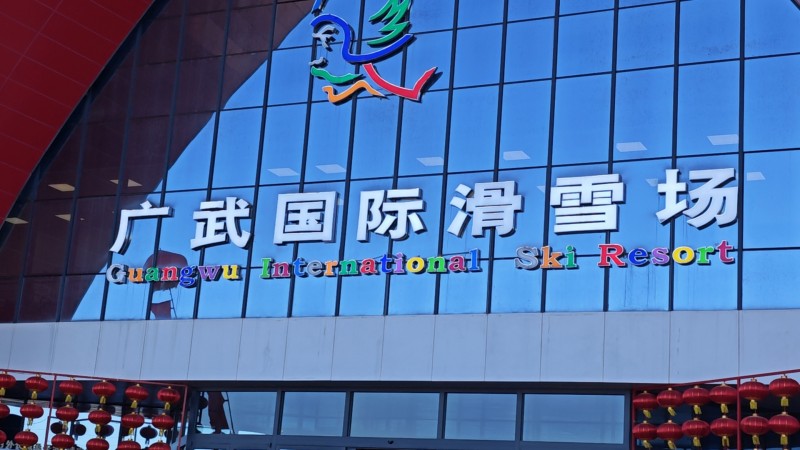 广武国际滑雪场
Guangwu International Ski Resort